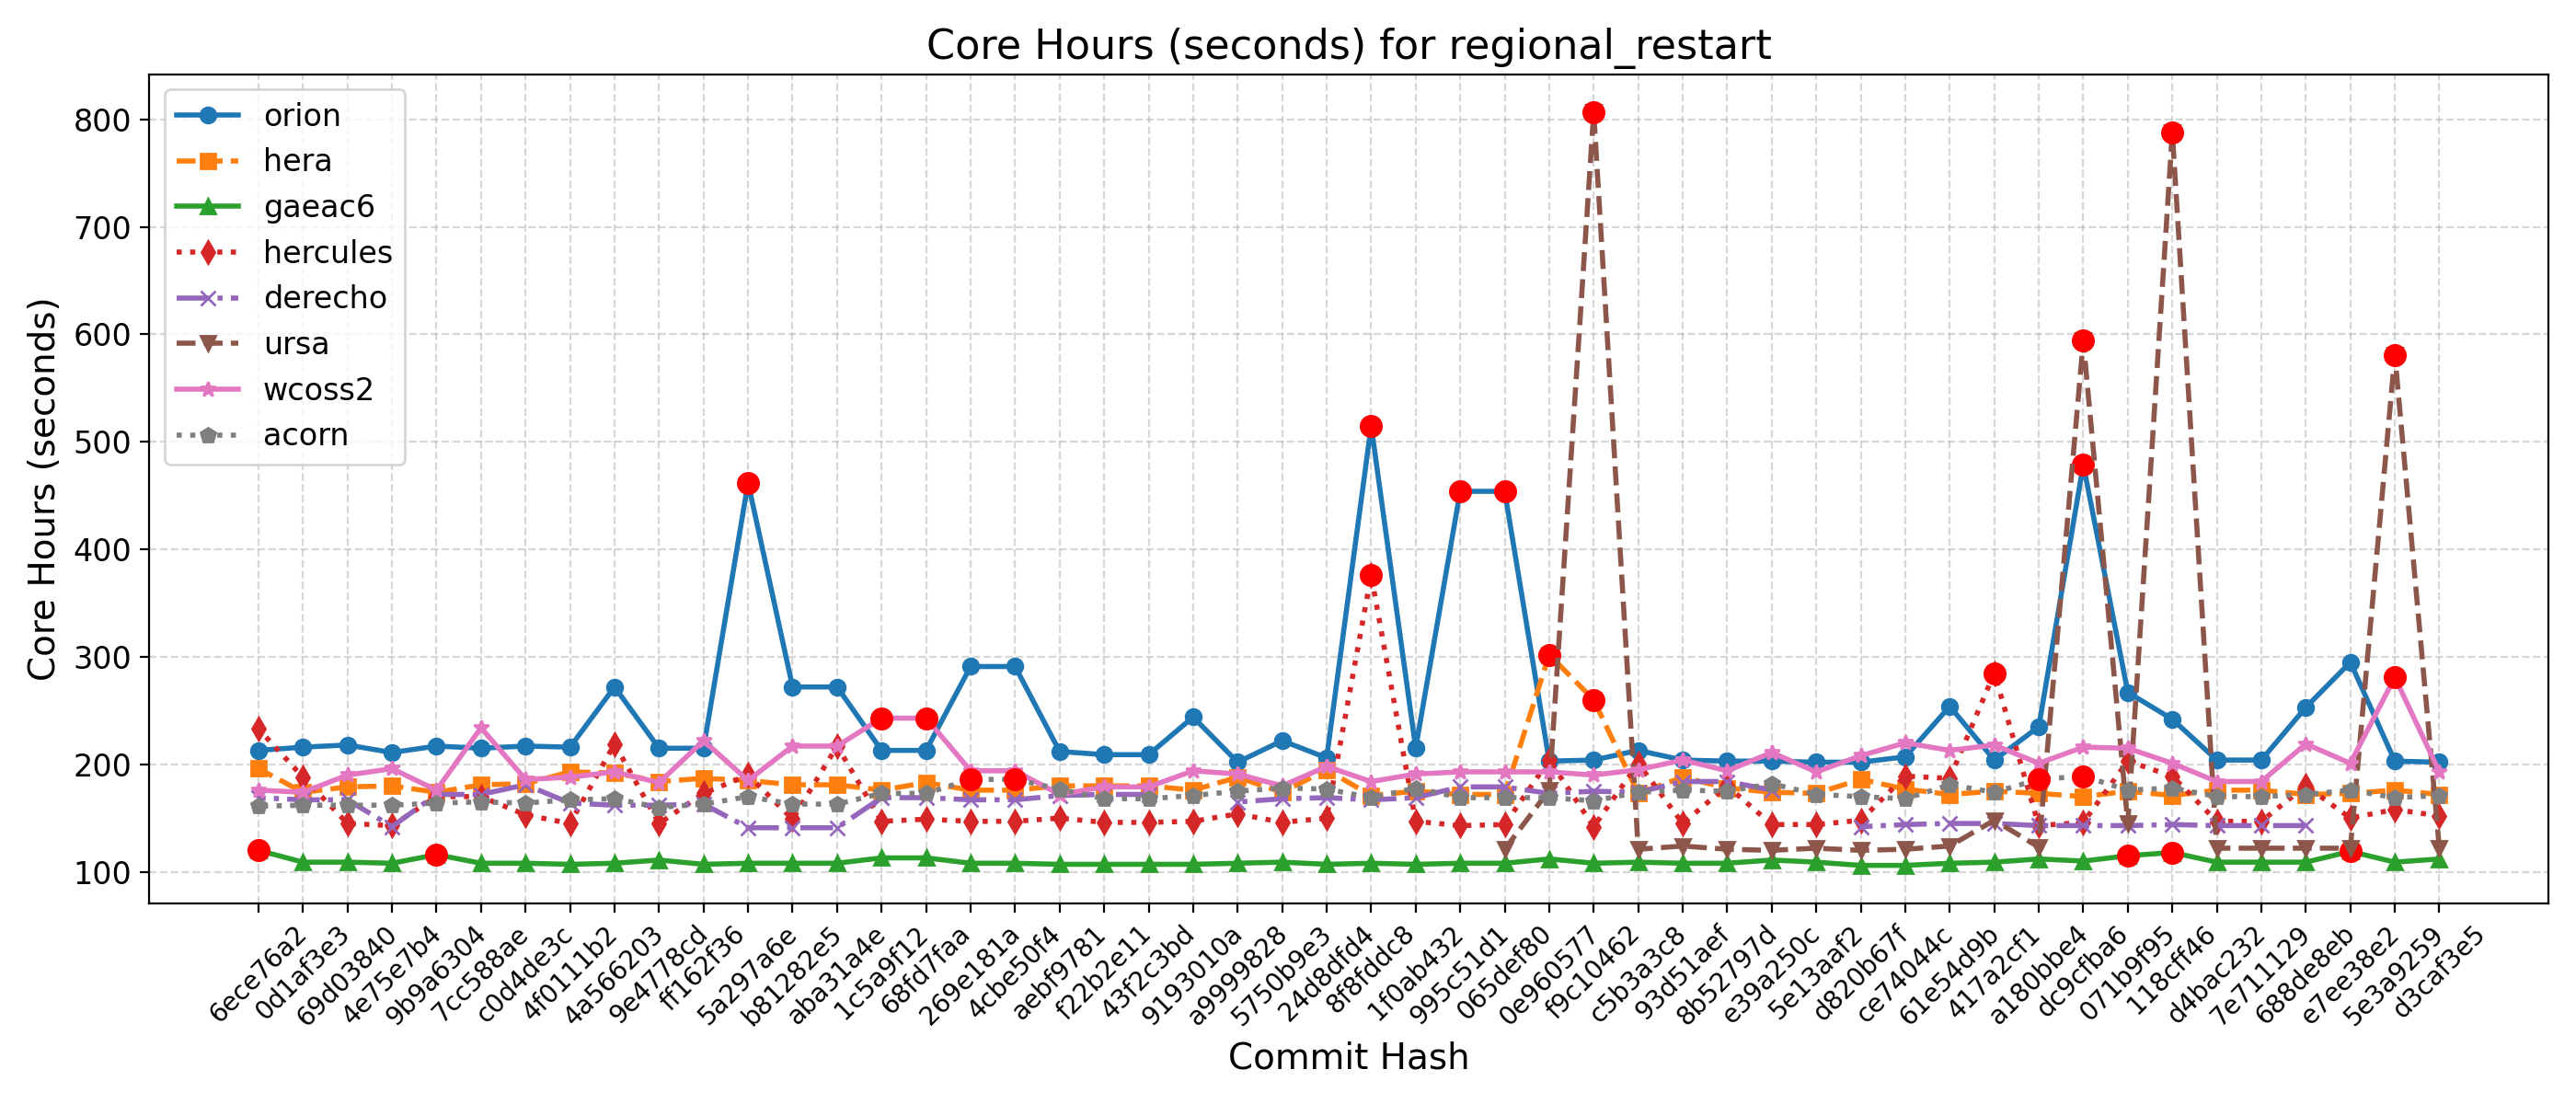 Core Hours (seconds) for regional_restart
orion
hera
gaeac6
hercules
derecho
ursa
wcoss2
acorn
Core Hours (seconds)
800
700
600
500
400
300
200
100
6ece76a2
0d1af3e3
69d03840
4e75e7b4
9b9a6304
7cc588ae
c0d4de3c
4f0111b2
4a566203
9e4778cd
ff162f36
5a297a6e
b81282e5
aba31a4e
1c5a9f12
68fd7faa
269e181a
4cbe50f4
aebf9781
f22b2e11
43f2c3bd
9193010a
a9999828
5750b9e3
24d8dfd4
8f8fddc8
1f0ab432
995c51d1
065def80
0e960577
f9c10462
c5b3a3c8
93d51aef
8b52797d
e39a250c
5e13aaf2
d820b67f
ce74044c
61e54d9b
417a2cf1
a180bbe4
dc9cfba6
071b9f95
118cff46
d4bac232
7e711129
688de8eb
e7ee38e2
5e3a9259
d3caf3e5
Commit Hash